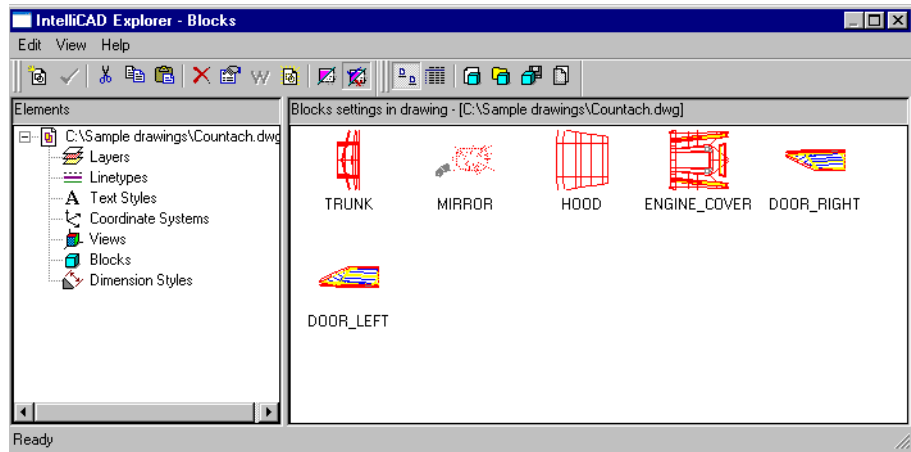 IntelliCAD Explorer - Blocks
Edit View Help
Elements
Blocks settings in drawing - [C:\Sample drawings\Countach.dwg]
C:\Sample drawings\Countach.dwg
Layers
Linetypes
A Text Styles
Coordinate Systems
Views
Blocks
Dimension Styles
TRUNK MIRROR HOOD ENGINE_COVER DOOR_RIGHT
DOOR_LEFT
Ready